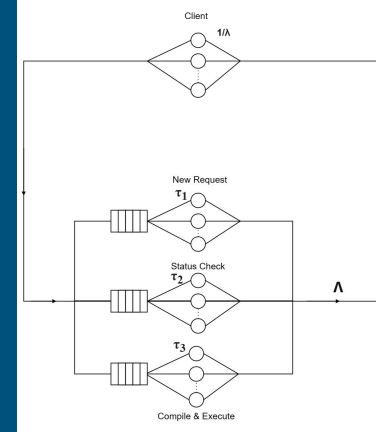 Client
1/λ
New Request
τ1
Status Check
τ2
Λ
τ3
Compile & Execute